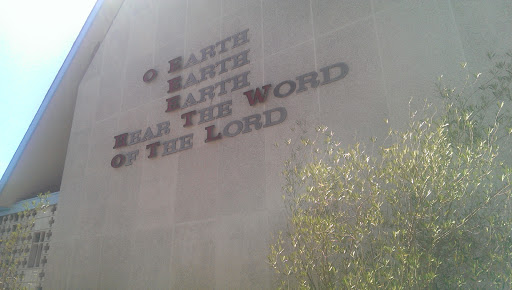 O Earth
Earth
Earth
Hear The Word
Of The Lord